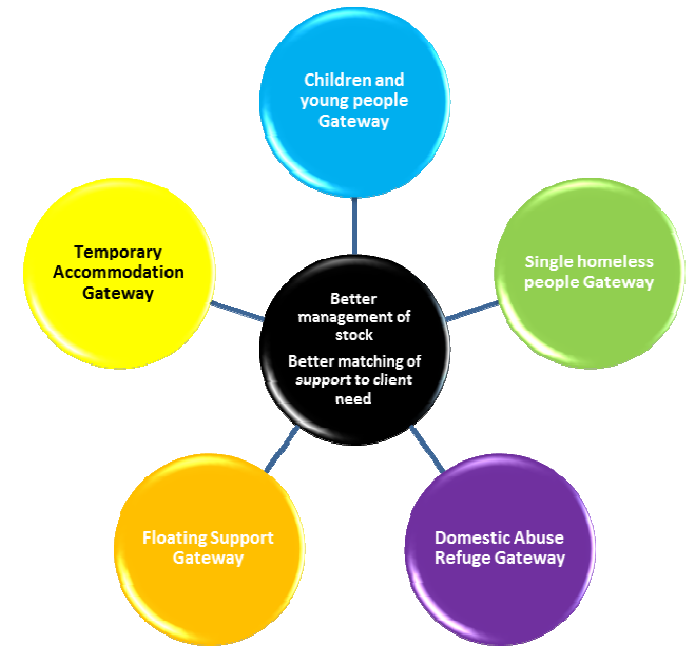 Children and
young people
Gateway
Single homeless
people Gateway
Domestic Abuse
Refuge Gateway
Floating Support
Gateway
Temporary
Accommodation
Gateway
Better
management of
stock
Better matching of
support to client
need